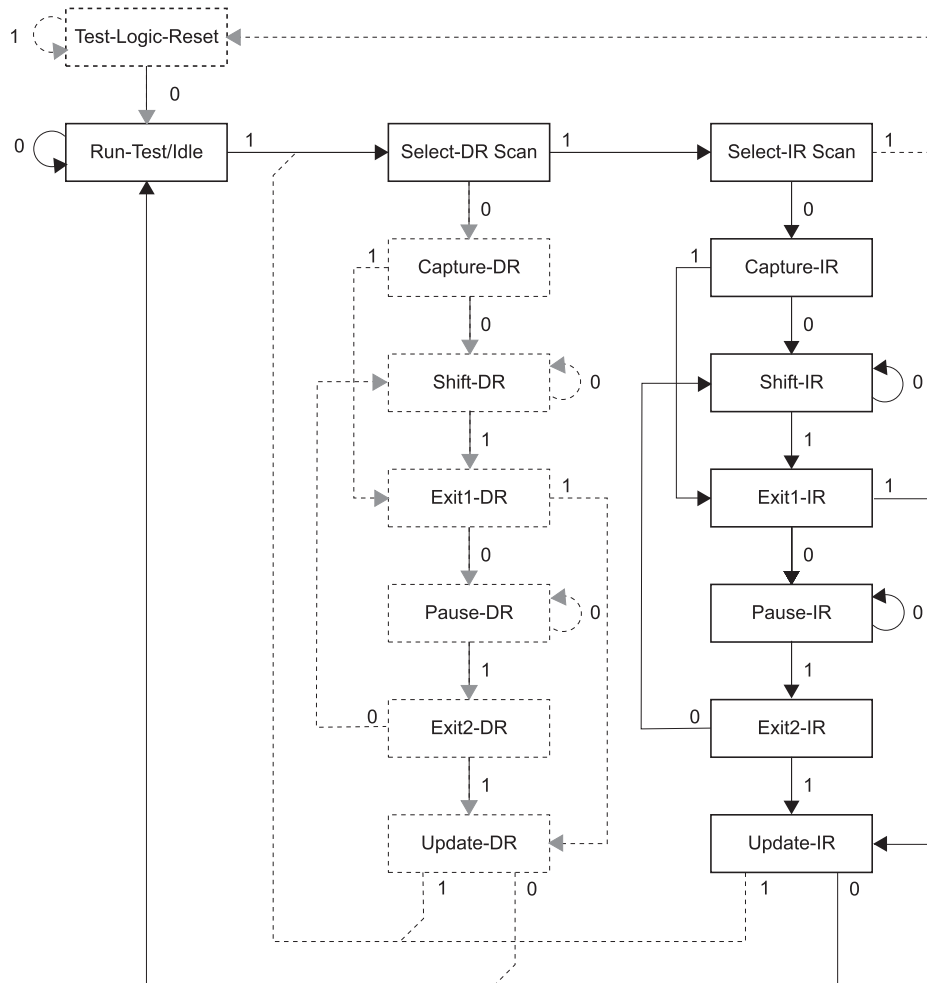 Test-Logic-Reset
1
0
0
Run-Test/Idle
1
Select-DR Scan
1
Select-IR Scan
1
0
0
1
Capture-DR
1
Capture-IR
0
0
Shift-DR
0
Shift-IR
0
1
1
Exit1-DR
1
Exit1-IR
1
0
0
Pause-DR
0
Pause-IR
0
1
1
0
Exit2-DR
0
Exit2-IR
1
1
Update-DR
Update-IR
1
0
1
0